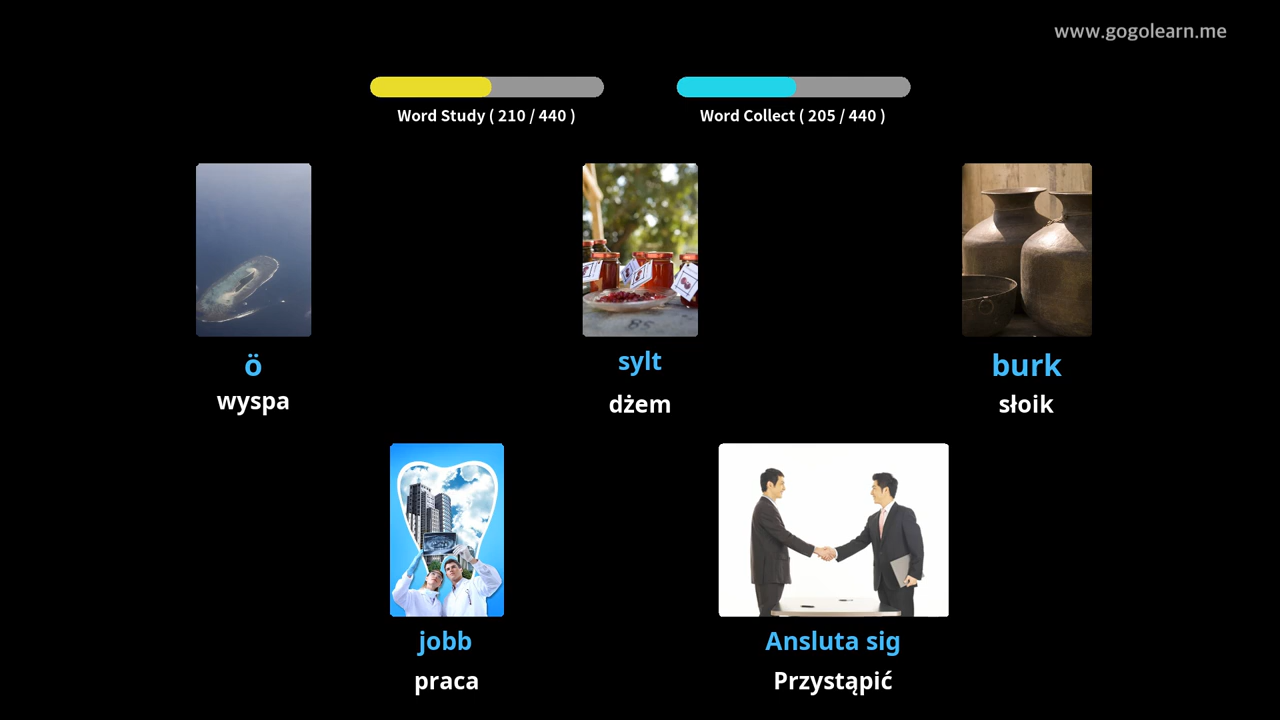 www.gogolearn.me
Word Study ( 210 / 440 )
Word Collect ( 205 / 440 )
ö
sylt
burk
wyspa
dżem
słoik
jobb
Ansluta sig
praca
Przystąpić